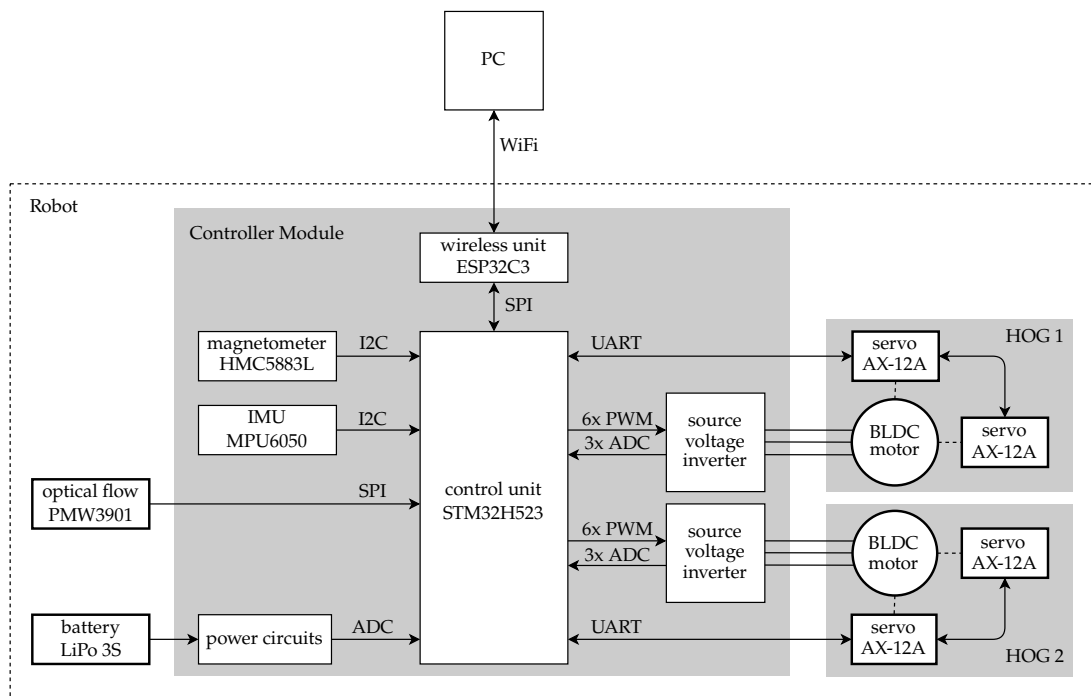 PC
WiFi
Robot
Controller Module
wireless unit
ESP32C3
SPI
magnetometer
HMC5883L
I2C
UART
servo
AX-12A
HOG 1
IMU
MPU6050
I2C
6x PWM
3x ADC
source
voltage
inverter
BLDC
motor
servo
AX-12A
optical flow
PMW3901
SPI
control unit
STM32H523
6x PWM
3x ADC
source
voltage
inverter
BLDC
motor
servo
AX-12A
battery
LiPo 3S
power circuits
ADC
UART
servo
AX-12A
HOG 2